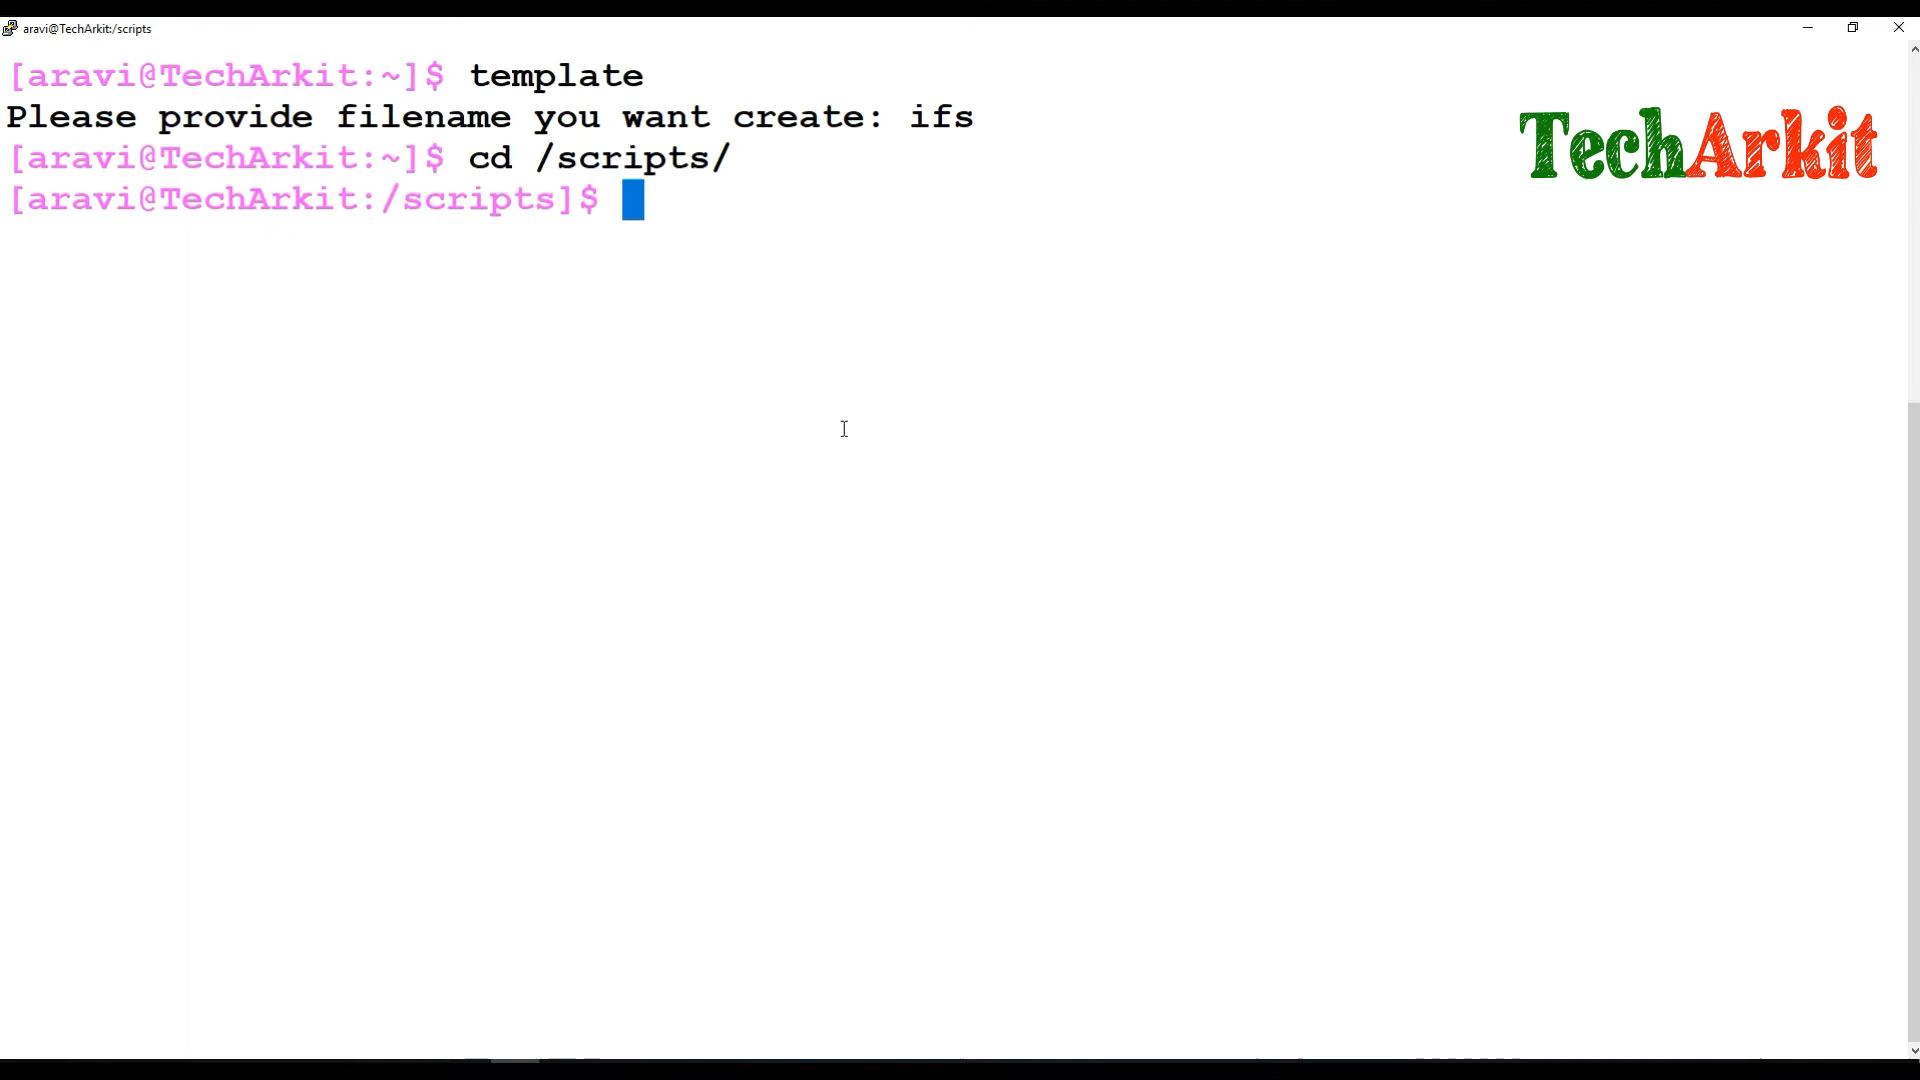 aravi@TechArkit:/scripts
[aravi@TechArkit:~]$ template
Please provide filename you want create: ifs
[aravi@TechArkit:~]$ cd /scripts/
[aravi@TechArkit:/scripts]$
TechArkit